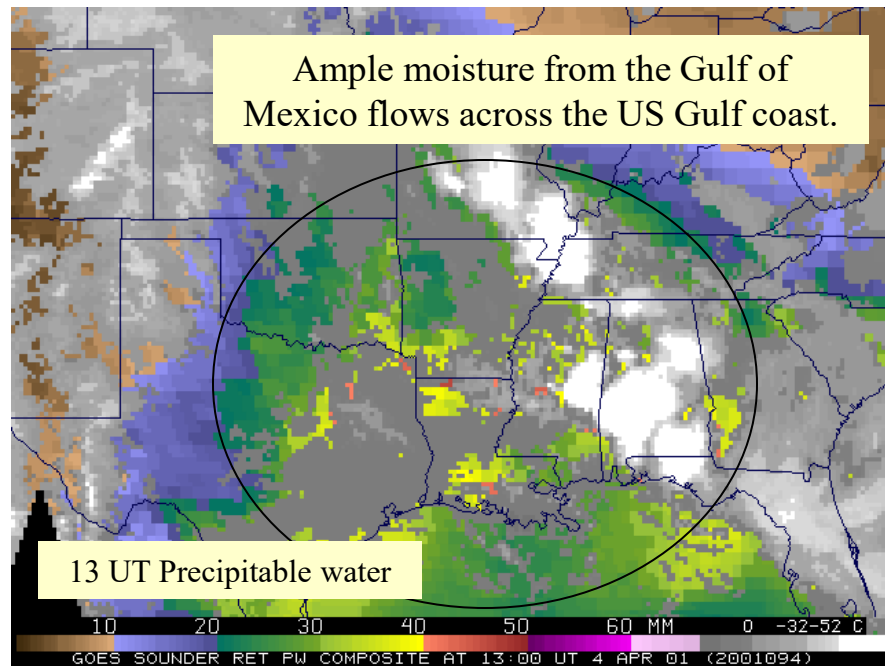 Ample moisture from the Gulf of
Mexico flows across the US Gulf coast.
13 UT Precipitable water
10 20 30 40 50 60 MM 0 -32-52 C
GOES SOUNDER RET PW COMPOSITE AT 13:00 UT 4 APR 01 (2001094)